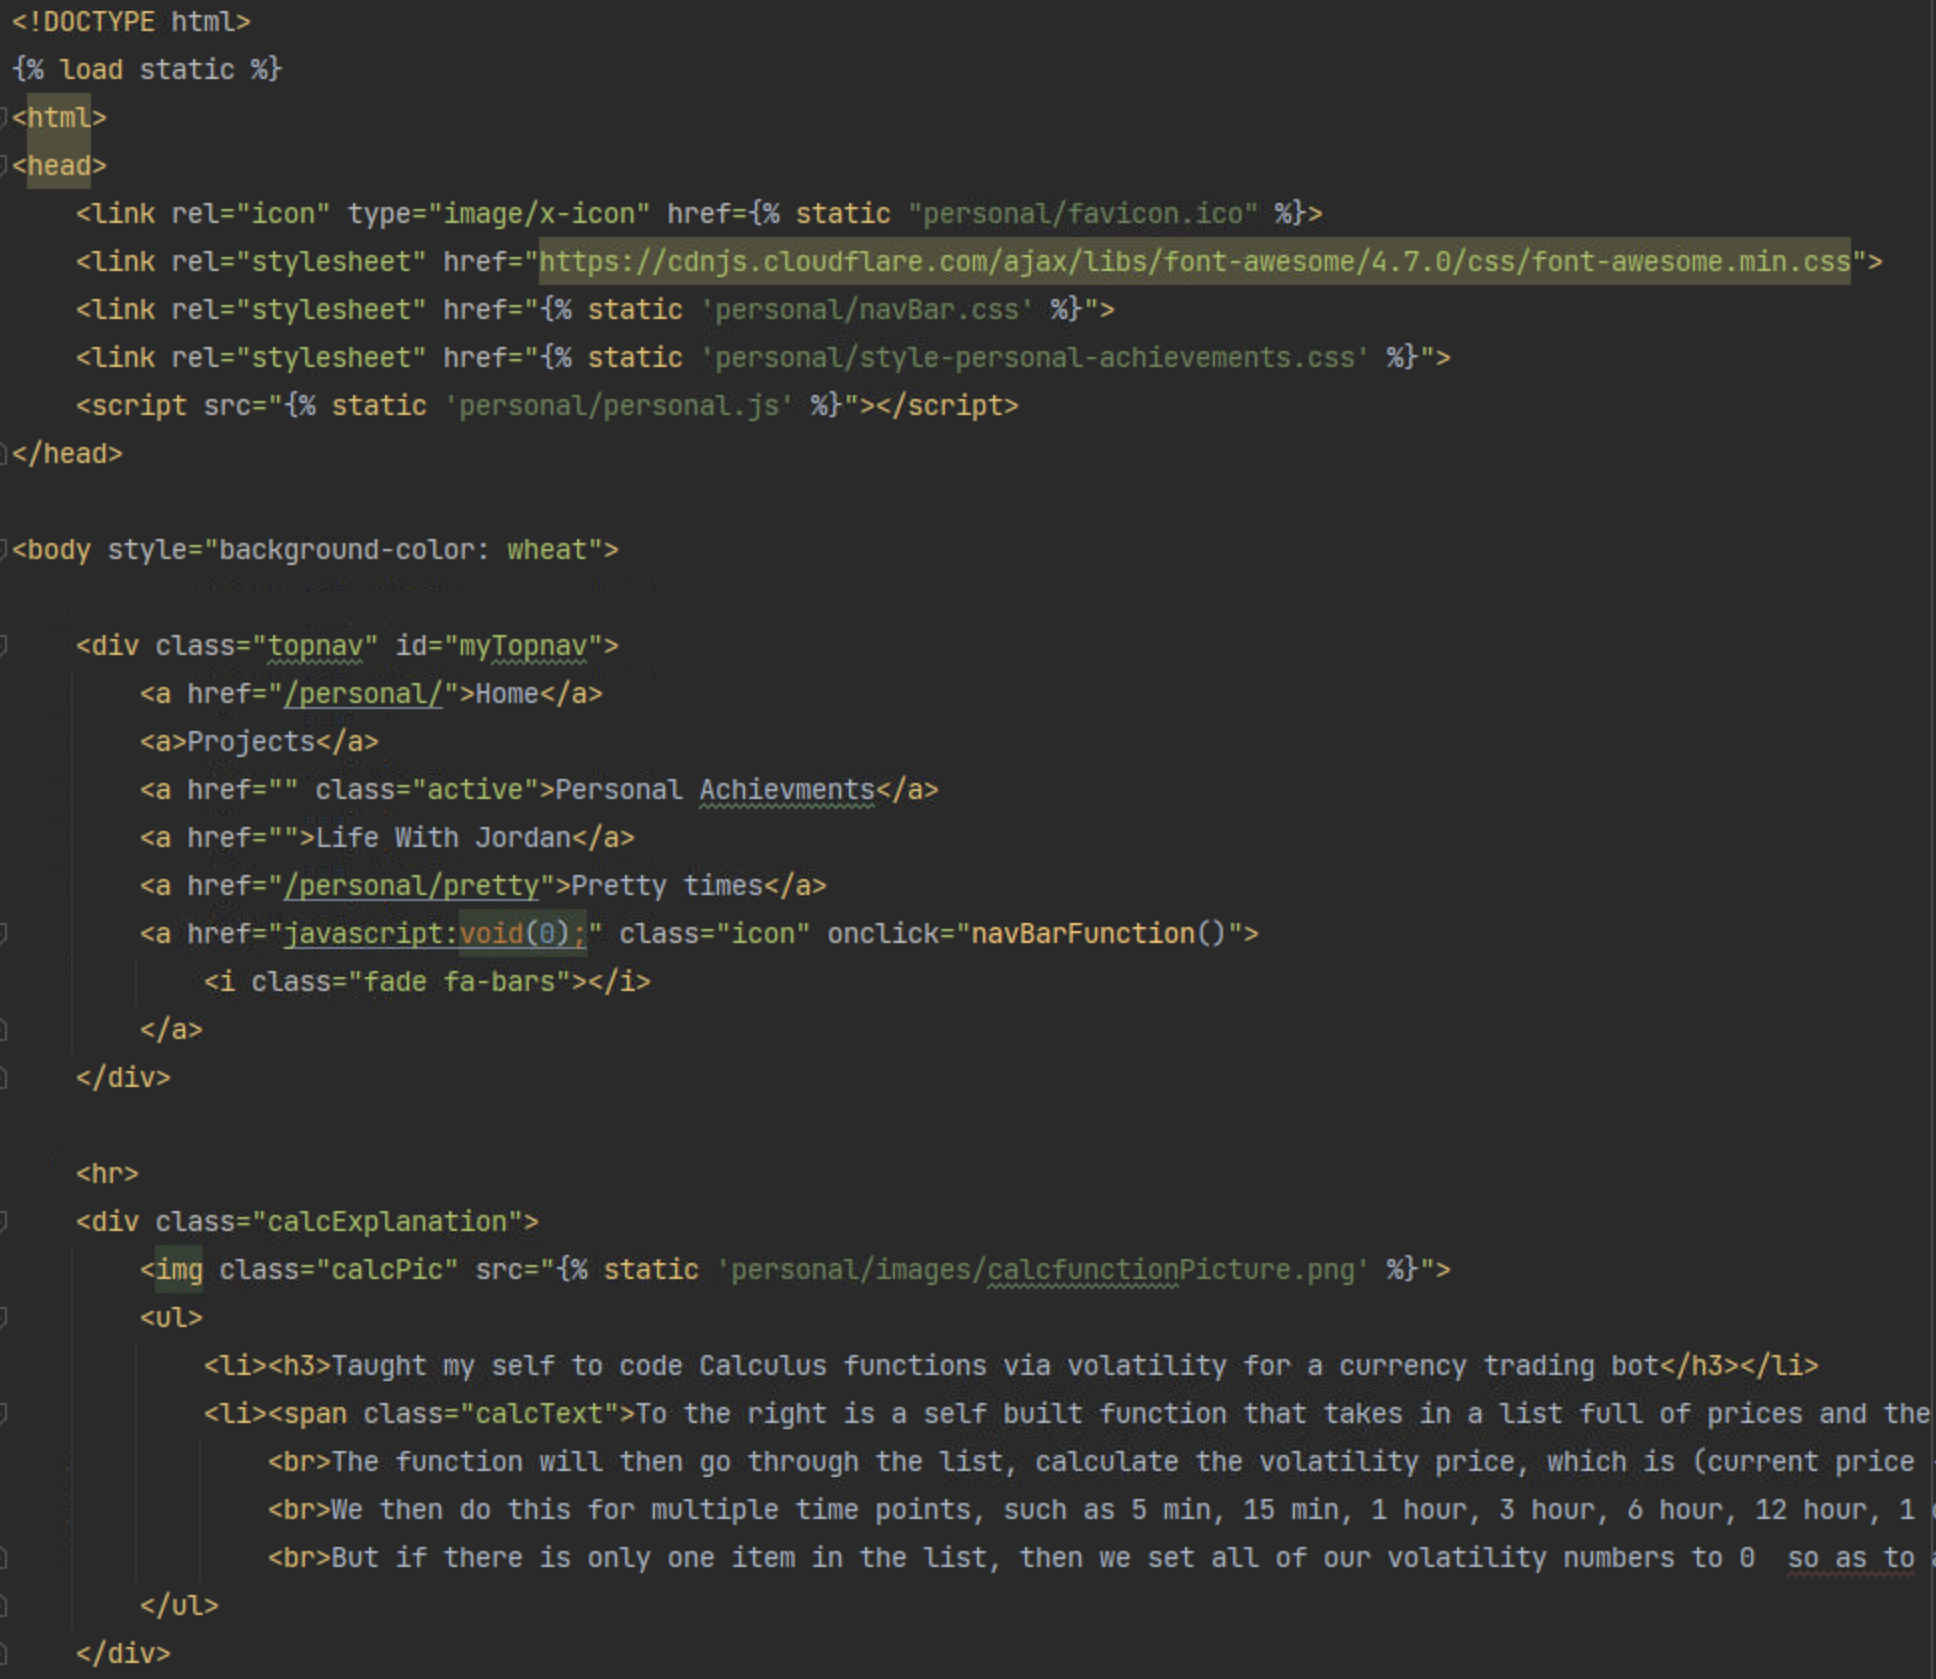 <!DOCTYPE html>
{% load static %}
<html>
<head>
    <link rel="icon" type="image/x-icon" href={% static "personal/favicon.ico" %}>
    <link rel="stylesheet" href="https://cdnjs.cloudflare.com/ajax/libs/font-awesome/4.7.0/css/font-awesome.min.css">
    <link rel="stylesheet" href="{% static 'personal/navBar.css' %}">
    <link rel="stylesheet" href="{% static 'personal/style-personal-achievements.css' %}">
    <script src="{% static 'personal/personal.js' %}"></script>
</head>

<body style="background-color: wheat">

    <div class="topnav" id="myTopnav">
        <a href="/personal/">Home</a>
        <a>Projects</a>
        <a href="" class="active">Personal Achievments</a>
        <a href="">Life With Jordan</a>
        <a href="/personal/pretty">Pretty times</a>
        <a href="javascript:void(0);" class="icon" onclick="navBarFunction()">
            <i class="fade fa-bars"></i>
        </a>
    </div>

    <hr>
    <div class="calcExplanation">
        <img class="calcPic" src="{% static 'personal/images/calcfunctionPicture.png' %}">
        <ul>
            <li><h3>Taught my self to code Calculus functions via volatility for a currency trading bot</h3></li>
            <li><span class="calcText">To the right is a self built function that takes in a list full of prices and the
                <br>The function will then go through the list, calculate the volatility price, which is (current price
                <br>We then do this for multiple time points, such as 5 min, 15 min, 1 hour, 3 hour, 6 hour, 12 hour, 1
                <br>But if there is only one item in the list, then we set all of our volatility numbers to 0  so as to
        </ul>
    </div>